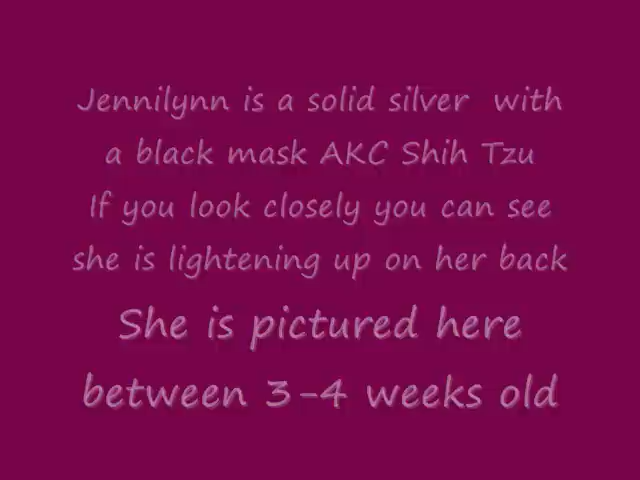 Jennilynn is a solid silver  with
a black mask AKC Shih Tzu
If you look closely you can see
she is lightening up on her back
She is pictured here
between 3-4 weeks old